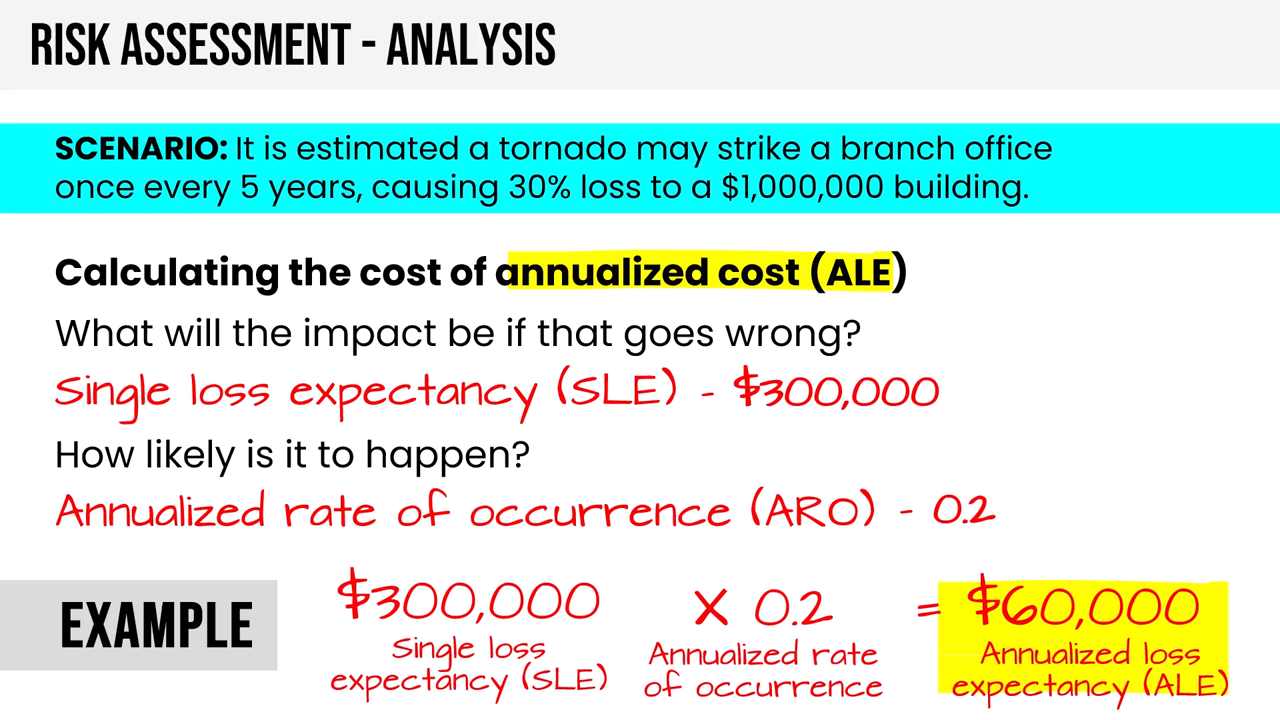 RISK ASSESSMENT - ANALYSIS
SCENARIO: It is estimated a tornado may strike a branch office
once every 5 years, causing 30% loss to a $1,000,000 building.
Calculating the cost of annualized cost (ALE)
What will the impact be if that goes wrong?
Single loss expectancy (SLE) - $300,000
How likely is it to happen?
Annualized rate of occurrence (ARO) - 0.2
EXAMPLE
$300,000 X 0.2 = $60,000
Single loss Annualized rate Annualized loss
expectancy (SLE) of occurrence expectancy (ALE)